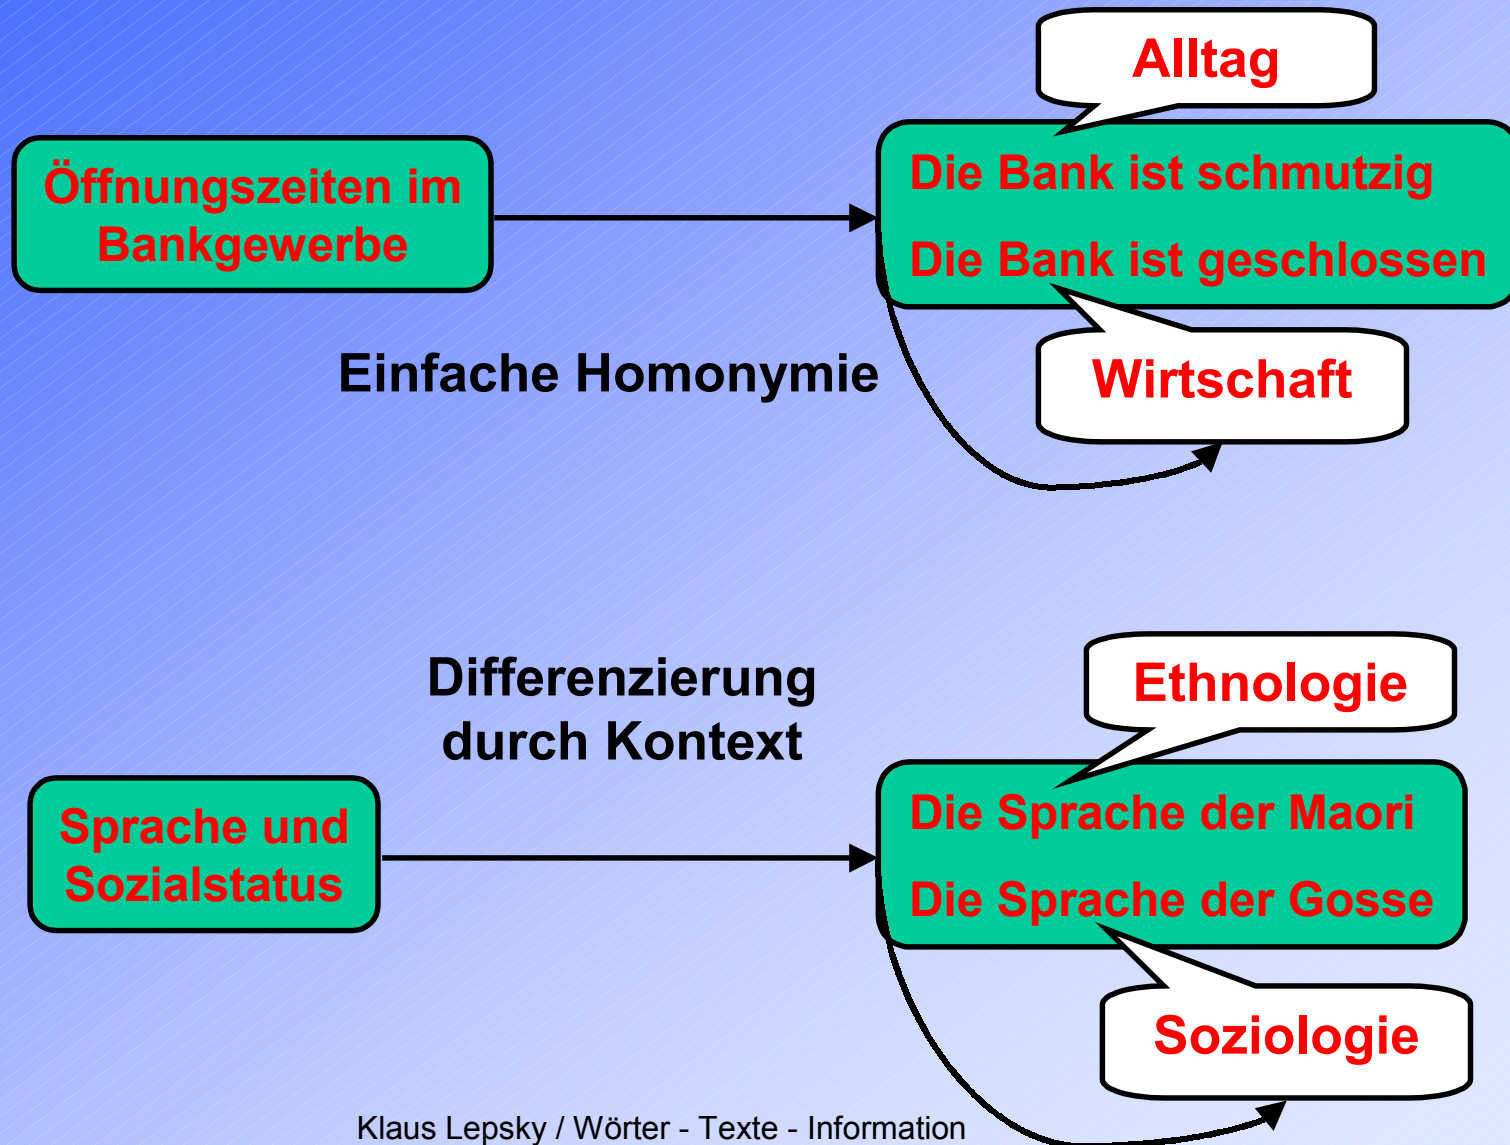 Alltag
Öffnungszeiten im
Bankgewerbe
Die Bank ist schmutzig
Die Bank ist geschlossen
Einfache Homonymie
Wirtschaft
Differenzierung
durch Kontext
Ethnologie
Sprache und
Sozialstatus
Die Sprache der Maori
Die Sprache der Gosse
Soziologie
Klaus Lepsky / Wörter - Texte - Information